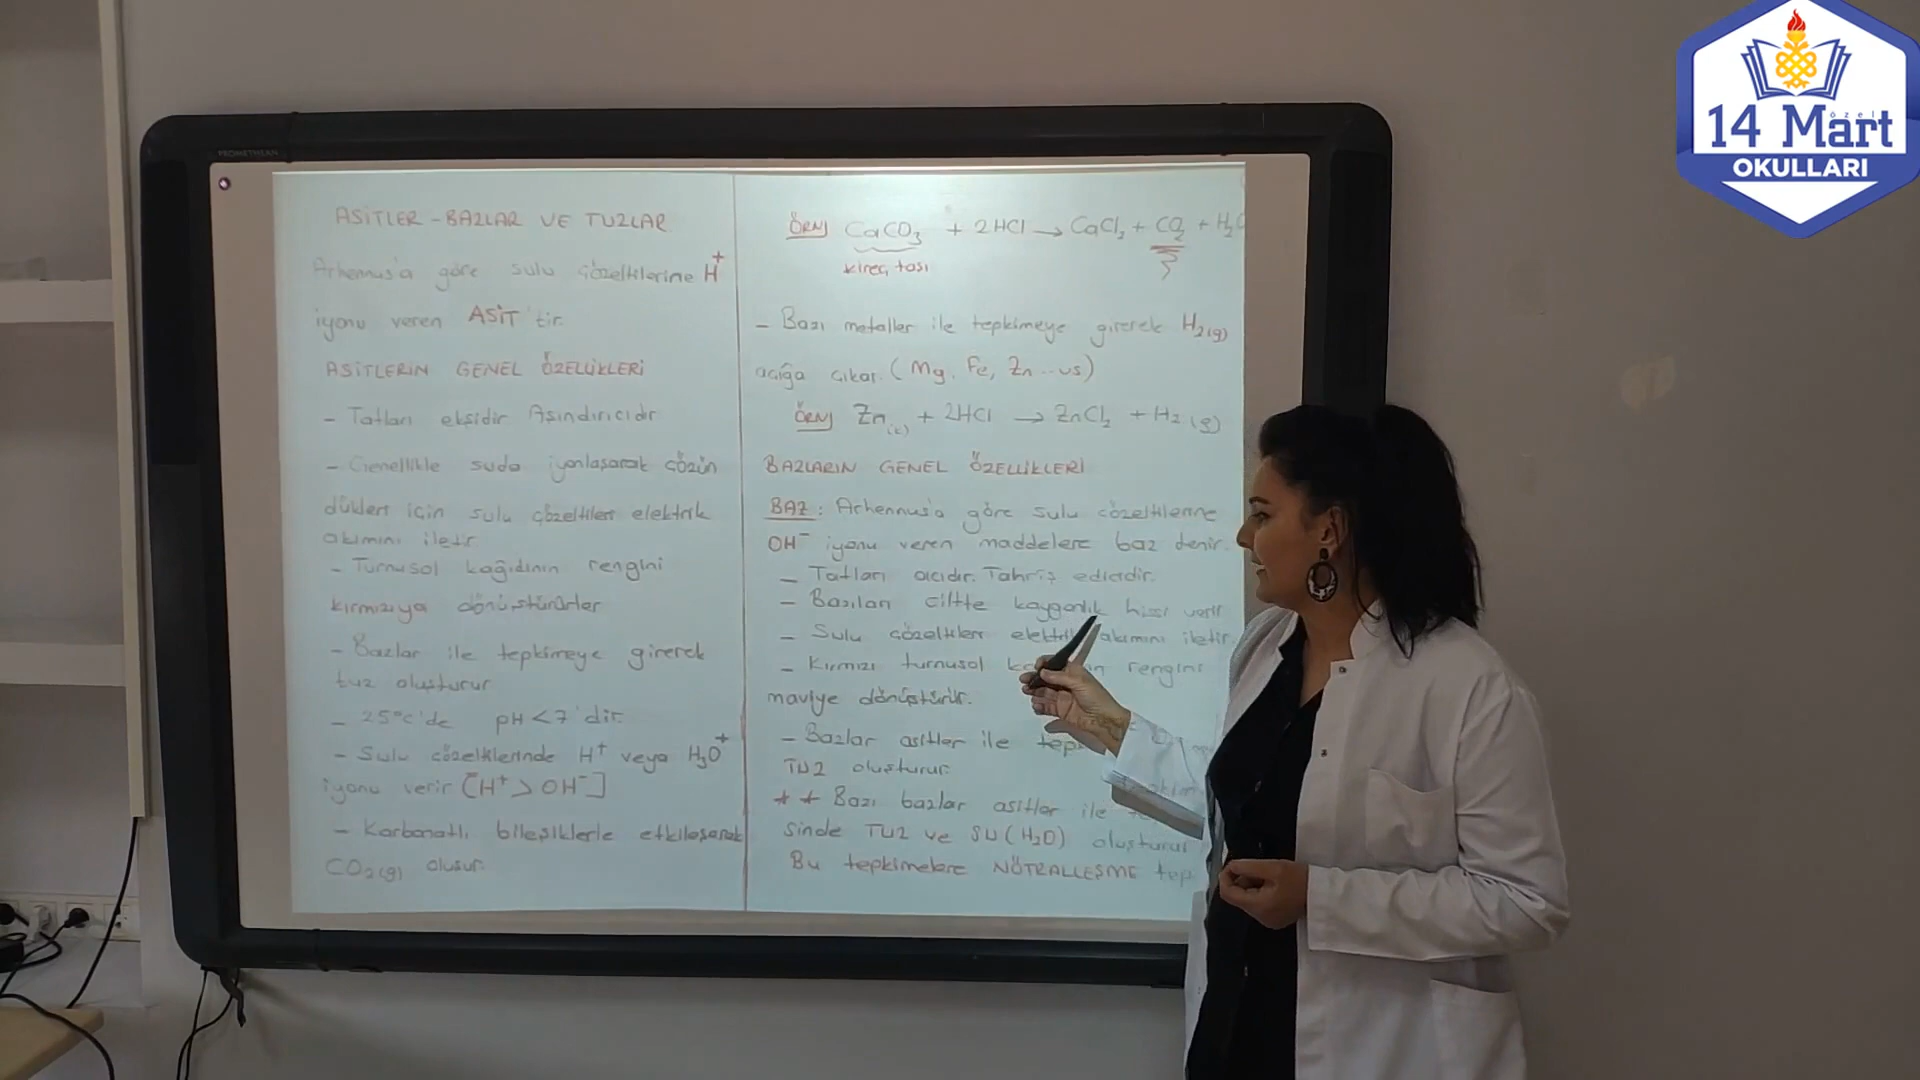 14 Mart
özel
OKULLARI
PROMETHEAN
ASİTLER - BAZLAR VE TUZLAR
Arhennus'a göre sulu çözeltilerine H+
iyonu veren ASİT'tir.
ASİTLERİN GENEL ÖZELLİKLERİ
- Tatları ekşidir Aşındırıcıdır
- Genellikle suda iyonlaşarak çözün
dükleri için sulu çözeltileri elektrik
akımını iletir.
- Turnusol kağıdının rengini
kırmızıya dönüştürürler
- Bazlar ile tepkimeye girerek
tuz oluşturur
- 25°C'de pH<7'dir.
- Sulu çözeltilerinde H+ veya H3O+
iyonu verir [H+ > OH-]
- Karbonatlı bileşiklerle etkileşerek
CO2(g) oluşur.
ÖRN/ CaCO3 + 2HCl → CaCl2 + CO2 + H2O
kireç taşı
- Bazı metaller ile tepkimeye girerek H2(g)
açığa çıkar. (Mg, Fe, Zn...vs)
ÖRN/ Zn(k) + 2HCl → ZnCl2 + H2(g)
BAZLARIN GENEL ÖZELLİKLERİ
BAZ: Arhennus'a göre sulu çözeltilerine
OH- iyonu veren maddelere baz denir.
- Tatları acıdır. Tahriş edicidir.
- Bazıları ciltte kayganlık hissi verir
- Sulu çözeltileri elektrik akımını iletir.
- Kırmızı turnusol rengini
maviye dönüştürür.
- Bazlar asitler ile tep
TUZ oluşturur.
** Bazı bazlar asitler ile
sinde TUZ ve SU (H2O) oluşturur
Bu tepkimelere NÖTRALLEŞME tep